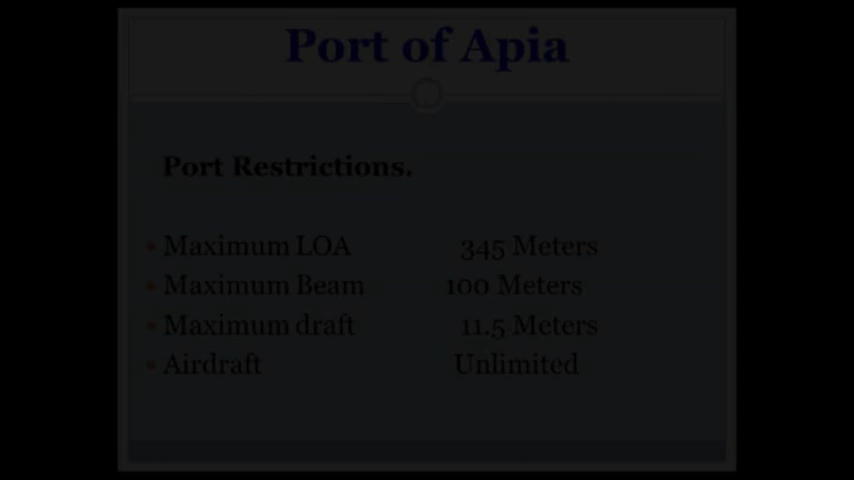 Port of Apia
Port Restrictions.
• Maximum LOA 345 Meters
• Maximum Beam 100 Meters
• Maximum draft 11.5 Meters
• Airdraft Unlimited